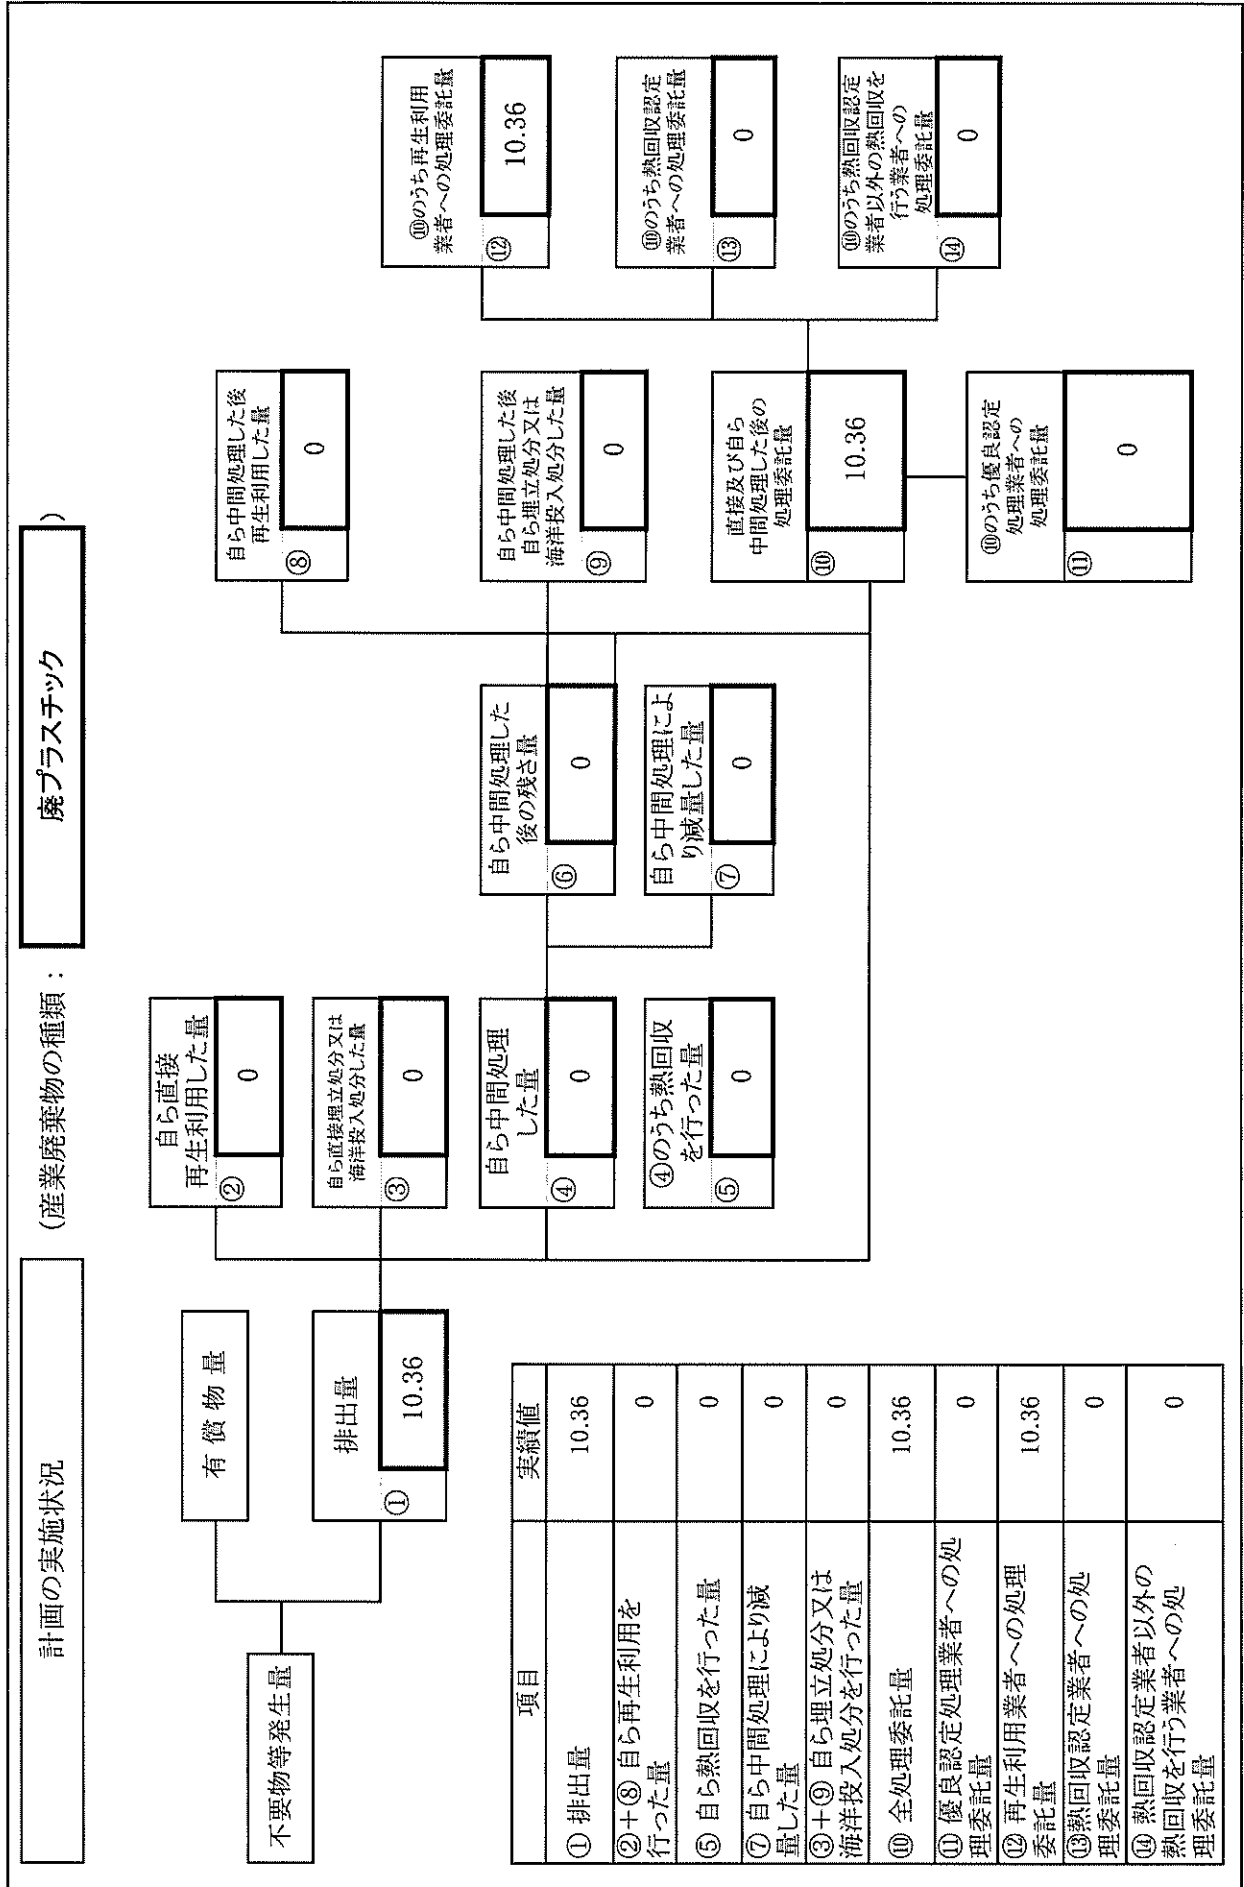 計画の実施状況
(産業廃棄物の種類：
廃プラスチック
)
不要物等発生量
有償物量
排出量
①
10.36
自ら直接
再生利用した量
②
0
自ら直接埋立処分又は
海洋投入処分した量
③
0
自ら中間処理
した量
④
0
④のうち熱回収
を行った量
⑤
0
自ら中間処理した
後の残さ量
⑥
0
自ら中間処理によ
り減量した量
⑦
0
自ら中間処理した後
再生利用した量
⑧
0
自ら中間処理した後
自ら埋立処分又は
海洋投入処分した量
⑨
0
直接及び自ら
中間処理した後の
処理委託量
⑩
10.36
⑩のうち優良認定
処理業者への
処理委託量
⑪
0
⑩のうち再生利用
業者への処理委託量
⑫
10.36
⑩のうち熱回収認定
業者への処理委託量
⑬
0
⑩のうち熱回収認定
業者以外の熱回収を
行う業者への
処理委託量
⑭
0
項目 実績値
① 排出量 10.36
②+⑧ 自ら再生利用を
行った量 0
⑤ 自ら熱回収を行った量 0
⑦ 自ら中間処理により減
量した量 0
③+⑨ 自ら埋立処分又は
海洋投入処分を行った量 0
⑩ 全処理委託量 10.36
⑪ 優良認定処理業者への処
理委託量 0
⑫ 再生利用業者への処理
委託量 10.36
⑬熱回収認定業者への処
理委託量 0
⑭ 熱回収認定業者以外の
熱回収を行う業者への処
理委託量 0